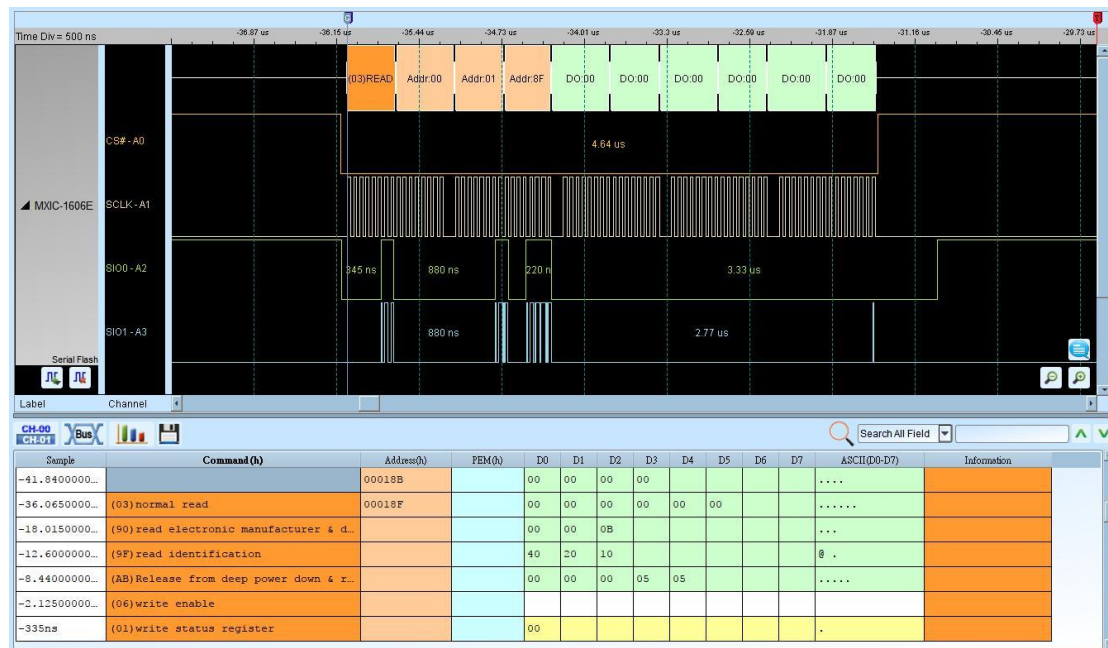 Time Div = 500 ns
-36.87 us -36.15 us -35.44 us -34.73 us -34.01 us -33.3 us -32.59 us -31.87 us -31.16 us -30.45 us -29.73 us
(03)READ Addr:00 Addr:01 Addr:8F DO:00 DO:00 DO:00 DO:00 DO:00 DO:00
CS#-A0 4.64 us
MXIC-1606E SCLK-A1
SIO0-A2 345 ns 880 ns 220 n 3.33 us
SIO1-A3 880 ns 2.77 us
Serial Flash
Label Channel
CH-00 CH-01 Bus Search All Field
Sample Command(h) Address(h) PEM(h) D0 D1 D2 D3 D4 D5 D6 D7 ASCII(D0-D7) Information
-41.8400000... 00018B 00 00 00 00 ....
-36.0650000... (03)normal read 00018F 00 00 00 00 00 00 ......
-18.0150000... (90)read electronic manufacturer & d... 00 00 0B ...
-12.6000000... (9F)read identification 40 20 10 @ .
-8.44000000... (AB)Release from deep power down & r... 00 00 00 05 05 .....
-2.12500000... (06)write enable
-335ns (01)write status register 00 .